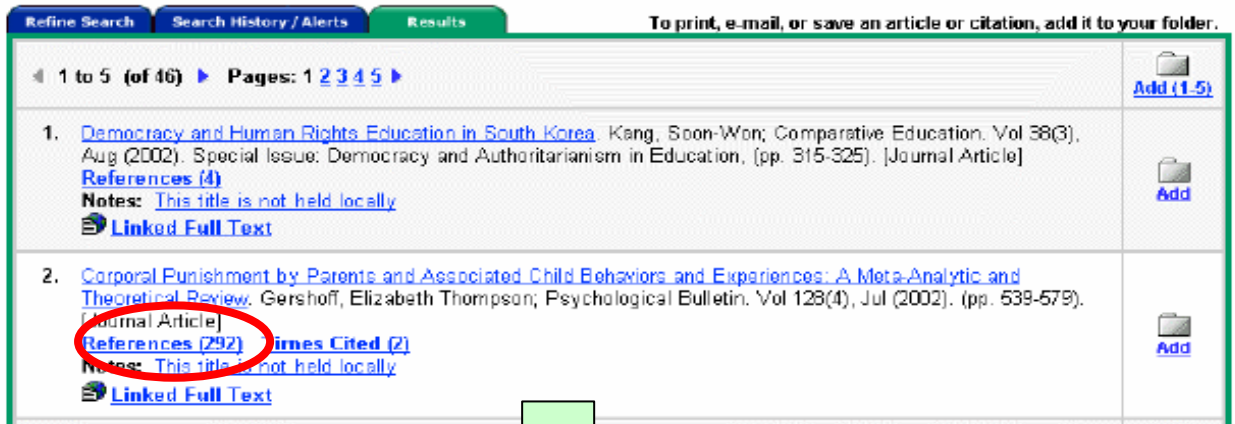 Refine Search Search History/Alerts Results To print, e-mail, or save an article or citation, add it to your folder.
1 to 5 (of 46) Pages: 1 2 3 4 5
Add (1-5)
1. Democracy and Human Rights Education in South Korea. Kang, Soon-Won; Comparative Education. Vol 38(3),
Aug (2002). Special Issue: Democracy and Authoritarianism in Education, (pp. 315-325). [Journal Article]
References (4)
Add
Notes: This title is not held locally
Linked Full Text
2. Corporal Punishment by Parents and Associated Child Behaviors and Experiences: A Meta-Analytic and
Theoretical Review. Gershoff, Elizabeth Thompson; Psychological Bulletin. Vol 128(4), Jul (2002). (pp. 539-579).
[Journal Article]
References (292) Times Cited (2)
Add
Notes: This title is not held locally
Linked Full Text